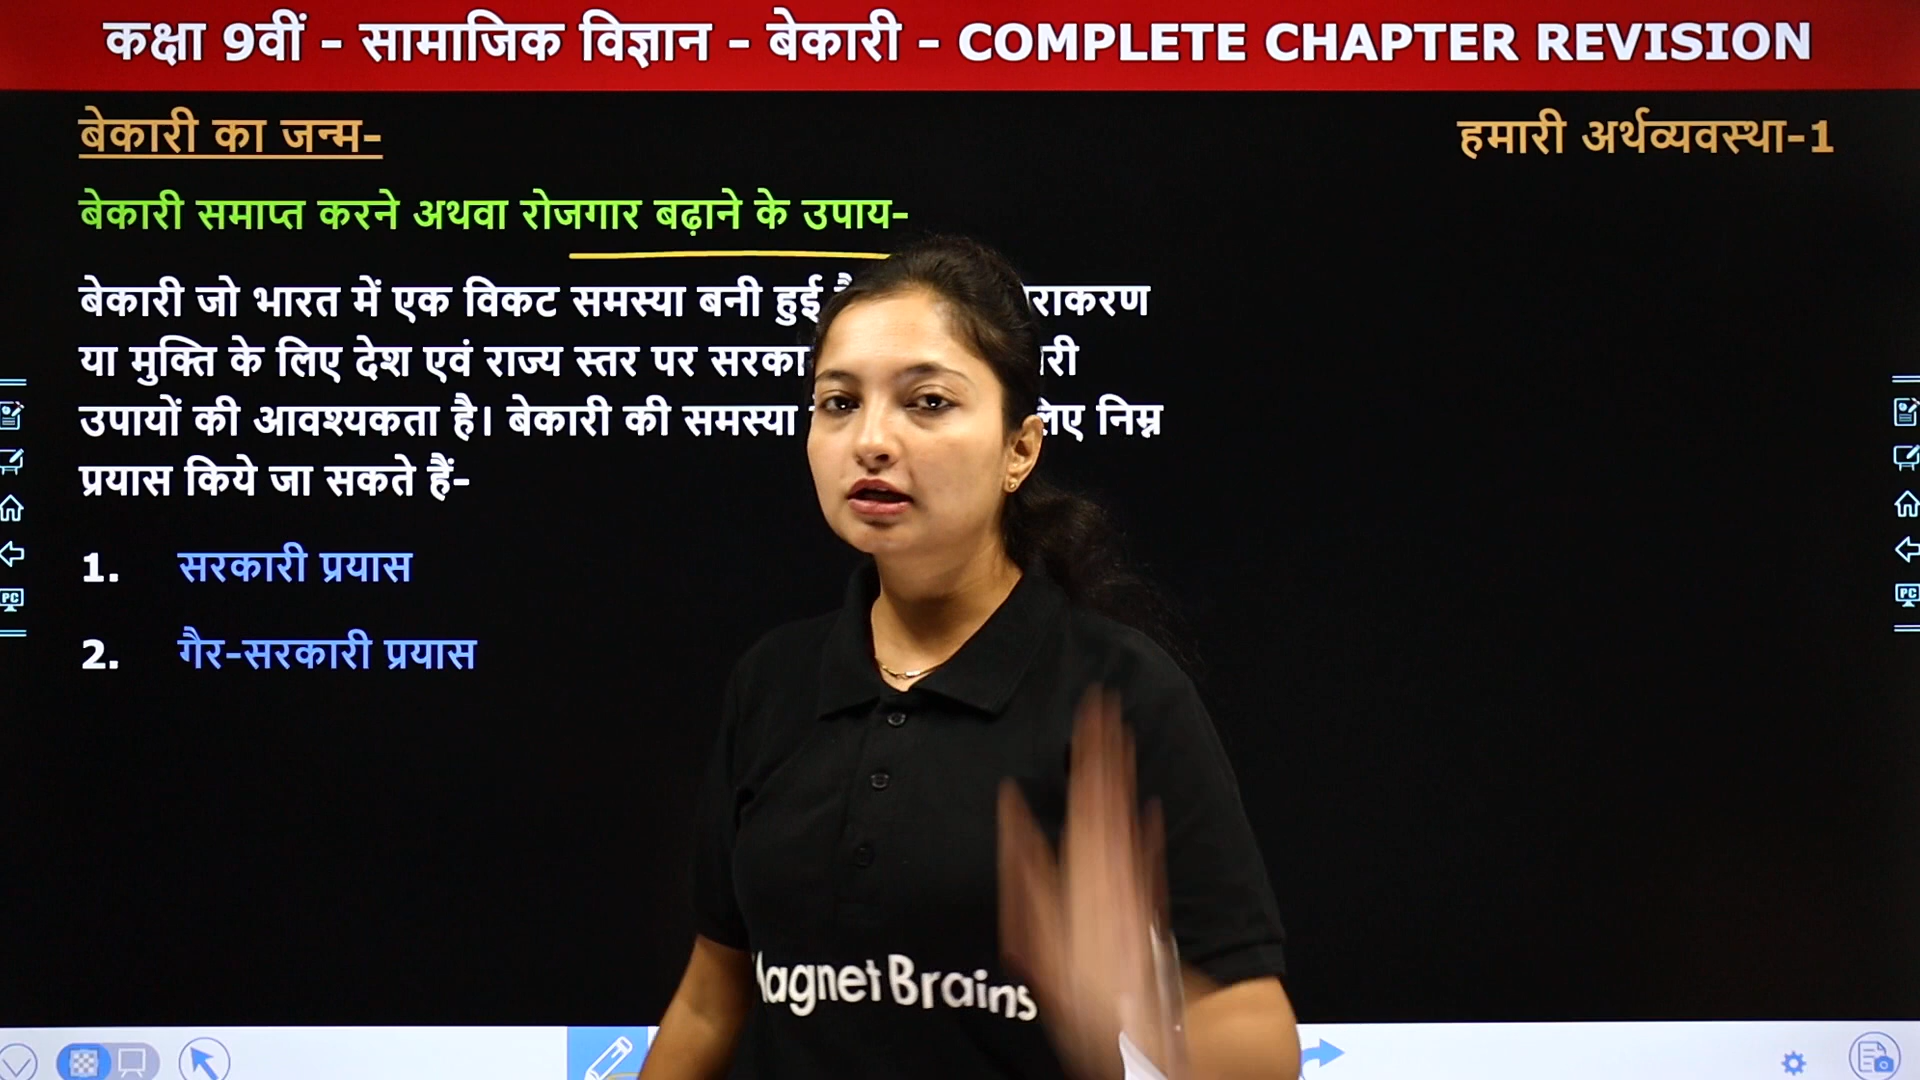 कक्षा 9वीं - सामाजिक विज्ञान - बेकारी - COMPLETE CHAPTER REVISION
बेकारी का जन्म-
हमारी अर्थव्यवस्था-1
बेकारी समाप्त करने अथवा रोजगार बढ़ाने के उपाय-
बेकारी जो भारत में एक विकट समस्या बनी हुई
या मुक्ति के लिए देश एवं राज्य स्तर पर
उपायों की आवश्यकता है। बेकारी की समस्या लिए निम्न
प्रयास किये जा सकते हैं-
1. सरकारी प्रयास
2. गैर-सरकारी प्रयास
Brains
PC
PC